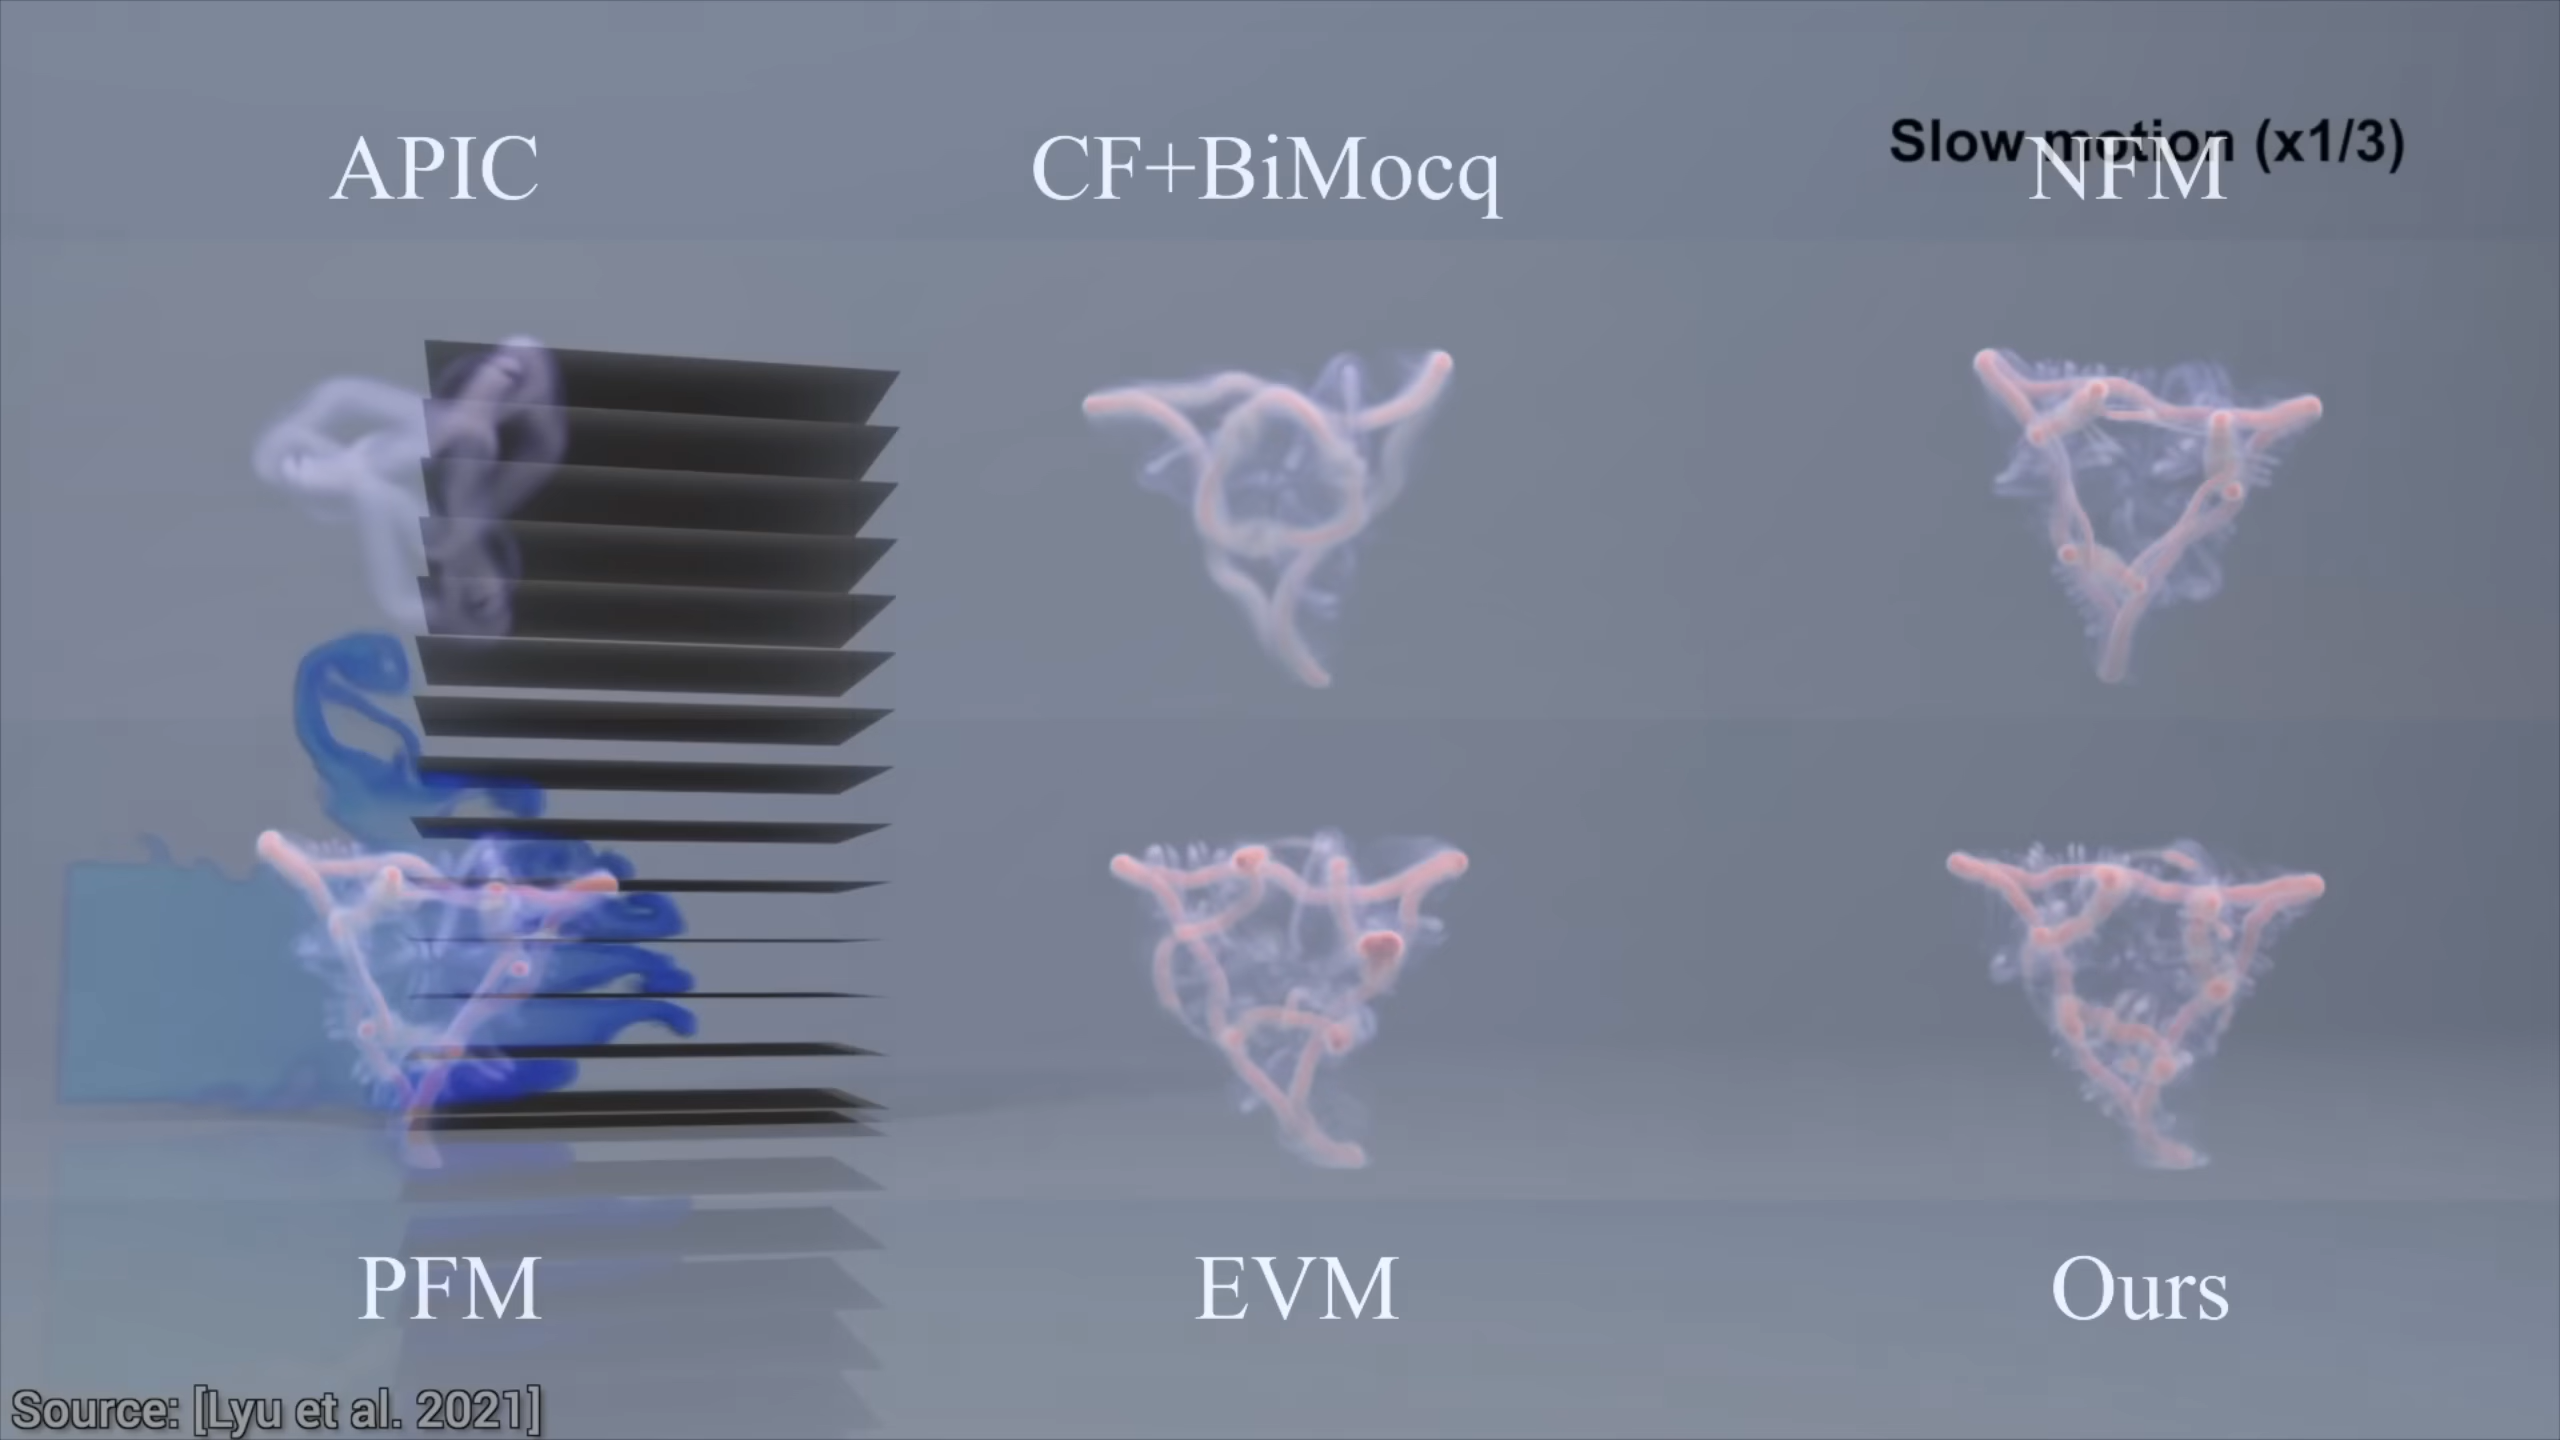 APIC
CF+BiMocq
Slow motion (x1/3)
NFM
PFM
EVM
Ours
Source: [Lyu et al. 2021]